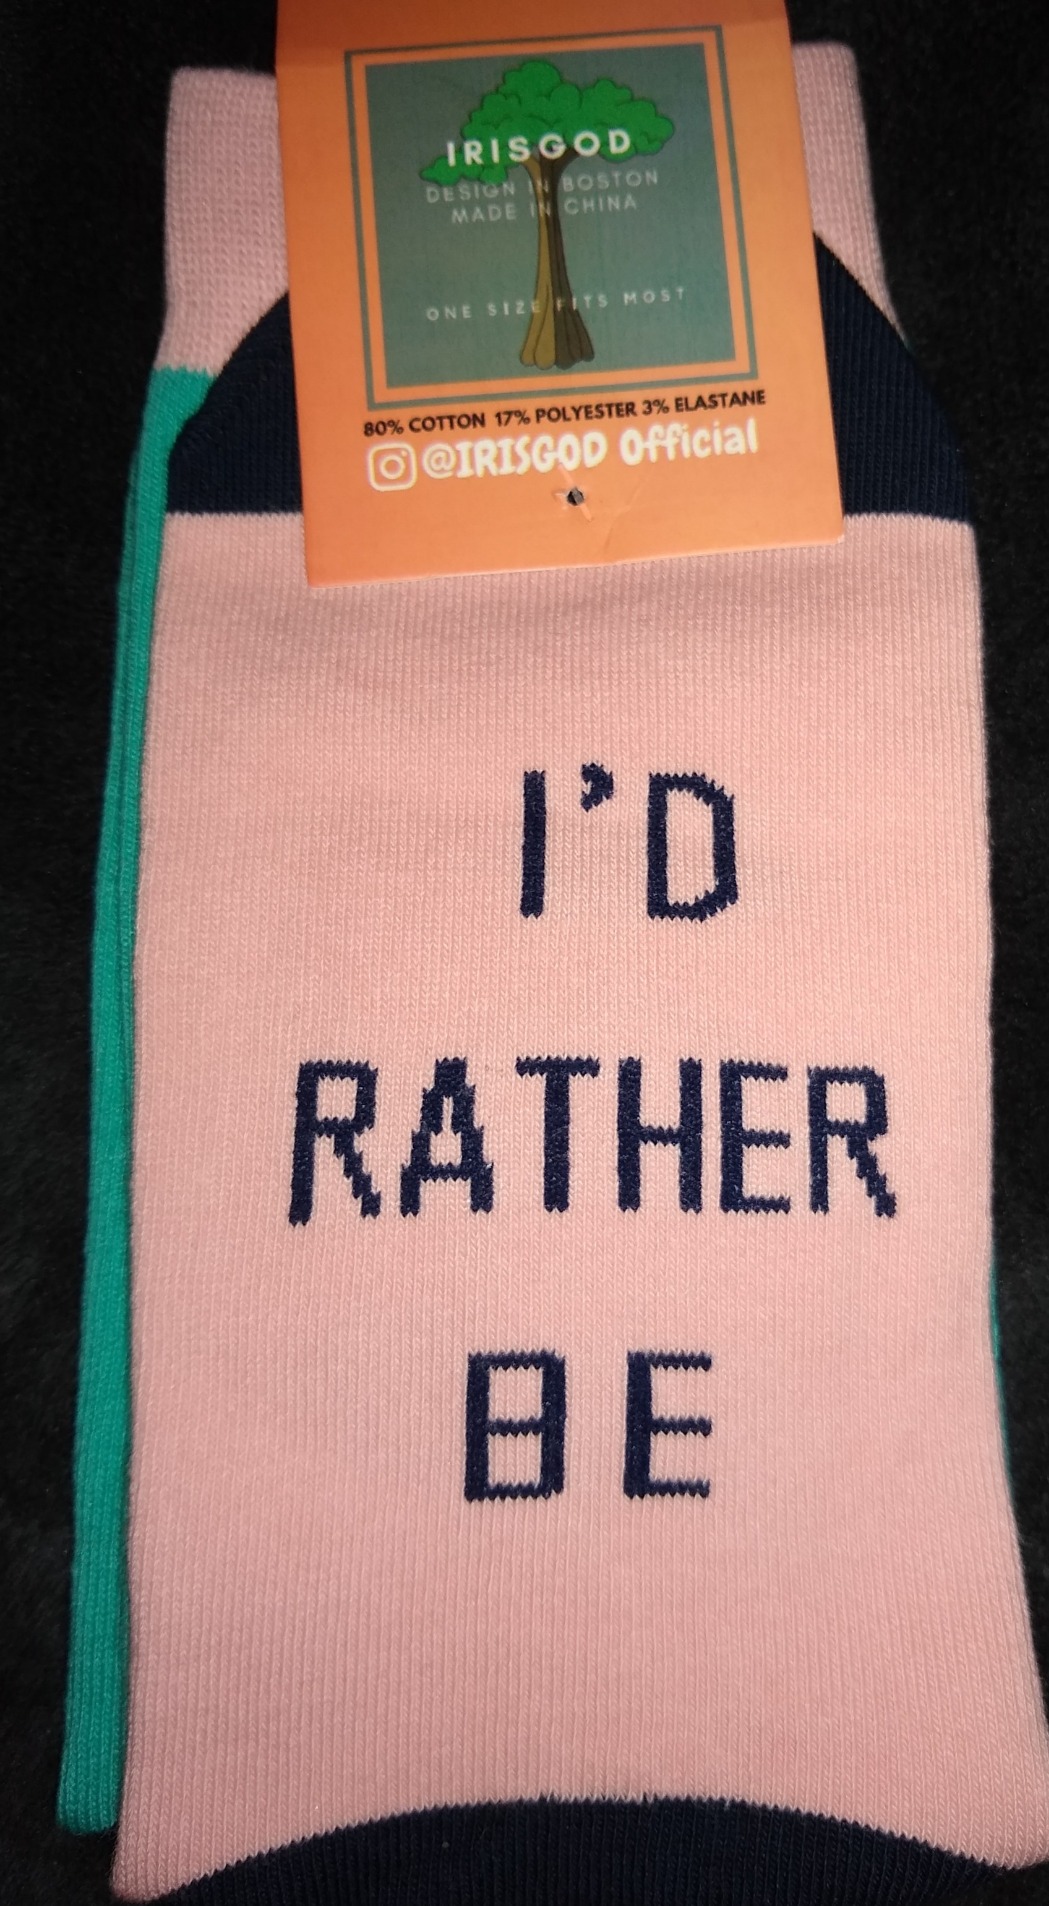 IRISGOD
DESIGN IN BOSTON
MADE IN CHINA
ONE SIZE FITS MOST
80% COTTON 17% POLYESTER 3% ELASTANE
@IRISGOD Official
I'D
RATHER
BE